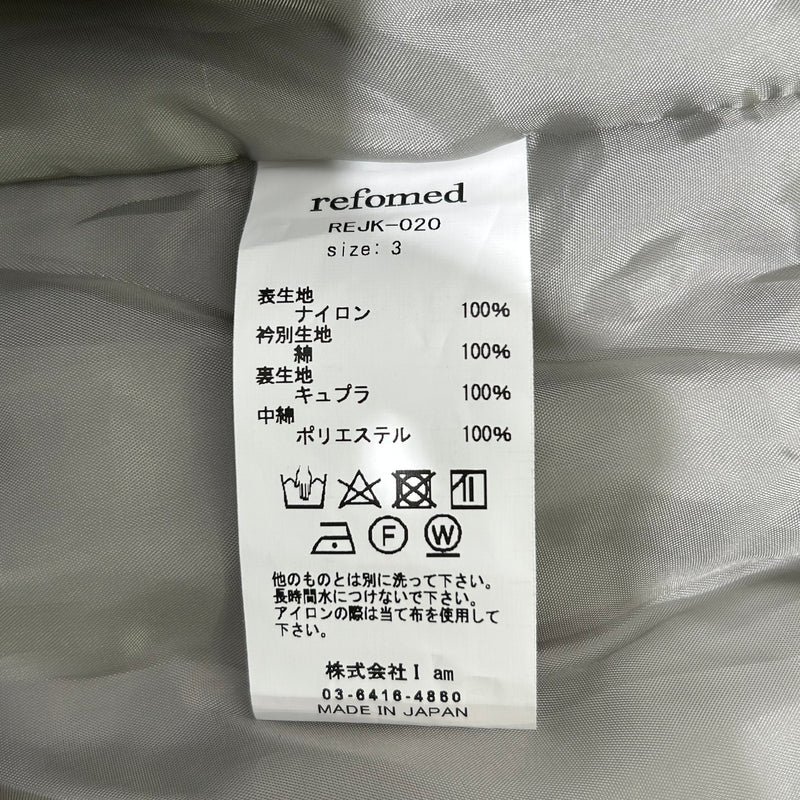 refomed
REJK-020
size: 3
表生地
ナイロン 100%
衿別生地
綿 100%
裏生地
キュプラ 100%
中綿
ポリエステル 100%
F W
他のものとは別に洗って下さい。
長時間水につけないで下さい。
アイロンの際は当て布を使用して
下さい。
株式会社I am
03-6416-4860
MADE IN JAPAN